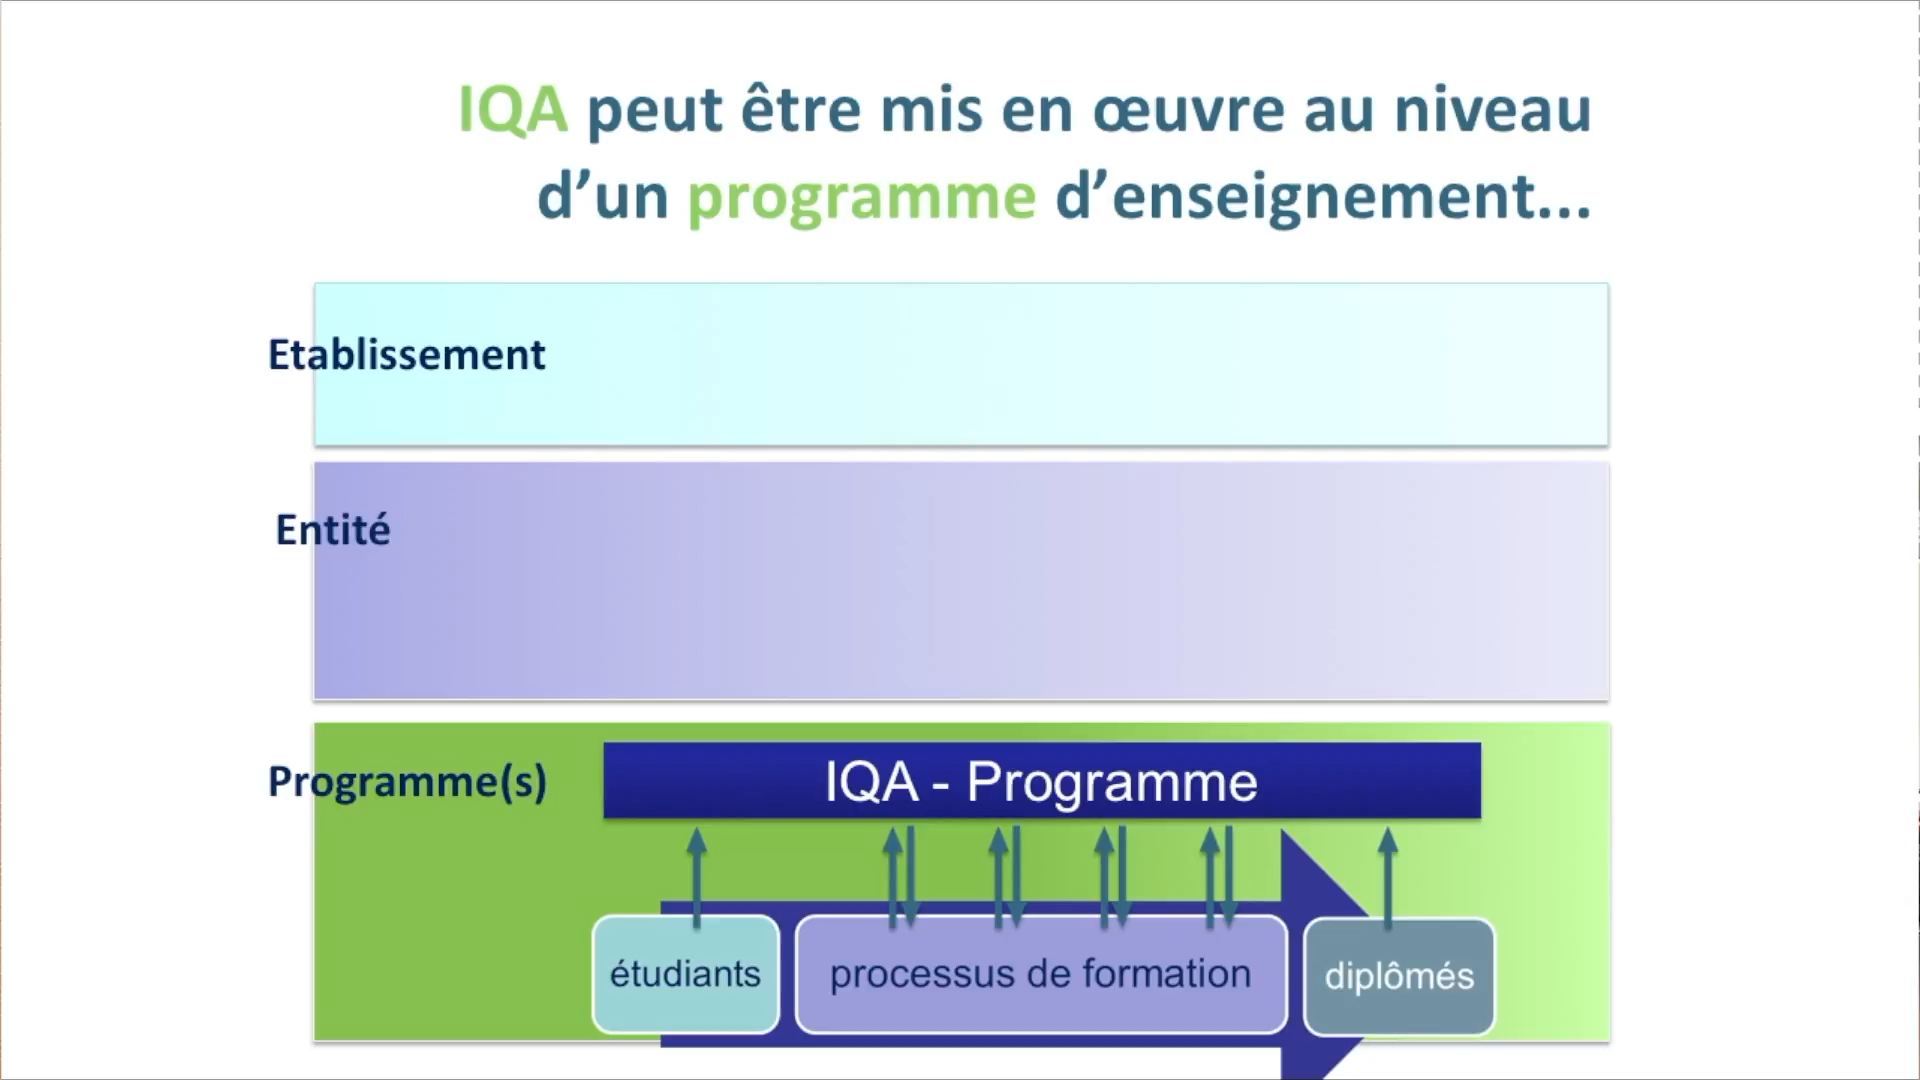 IQA peut être mis en œuvre au niveau
d’un programme d’enseignement...
Etablissement
Entité
Programme(s)
IQA - Programme
étudiants
processus de formation
diplômés